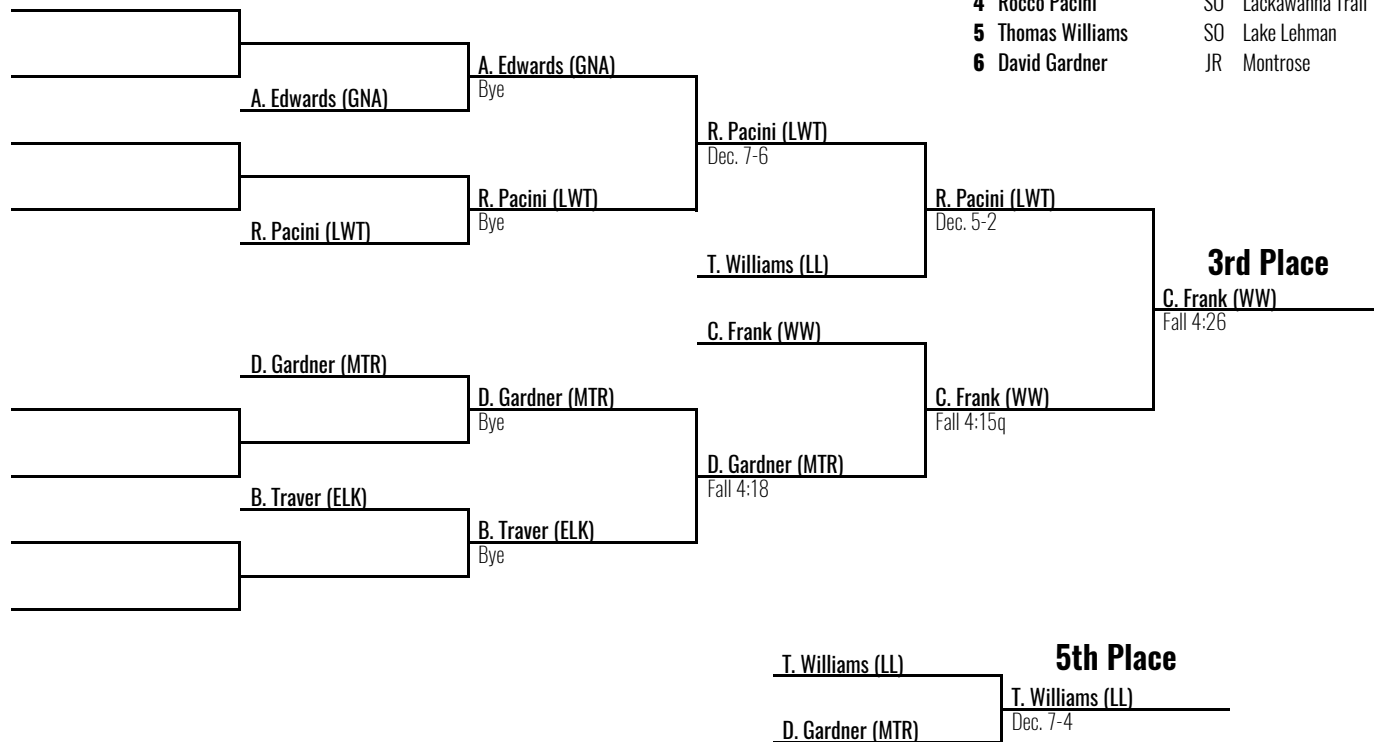 4 Rocco Pacini SO Lackawanna Trail
5 Thomas Williams SO Lake Lehman
6 David Gardner JR Montrose
A. Edwards (GNA)
Bye
A. Edwards (GNA)
R. Pacini (LWT)
Dec. 7-6
R. Pacini (LWT)
Bye
R. Pacini (LWT)
Dec. 5-2
R. Pacini (LWT)
T. Williams (LL)
3rd Place
C. Frank (WW)
Fall 4:26
C. Frank (WW)
D. Gardner (MTR)
D. Gardner (MTR)
Bye
C. Frank (WW)
Fall 4:15q
D. Gardner (MTR)
Fall 4:18
B. Traver (ELK)
B. Traver (ELK)
Bye
T. Williams (LL)
5th Place
T. Williams (LL)
Dec. 7-4
D. Gardner (MTR)